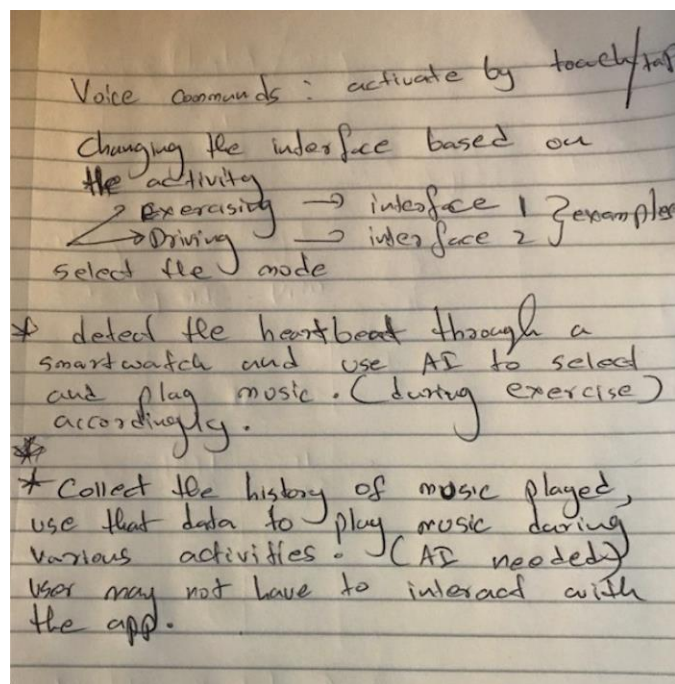 Voice commands : activate by touch/tap
Changing the interface based on
the activity
Exercising → interface 1 } examples
Driving → interface 2
select the mode
* detect the heartbeat through a
smartwatch and use AI to select
and play music. (during exercise)
accordingly.
*
* Collect the history of music played,
use that data to play music during
various activities. (AI needed)
user may not have to interact with
the app.